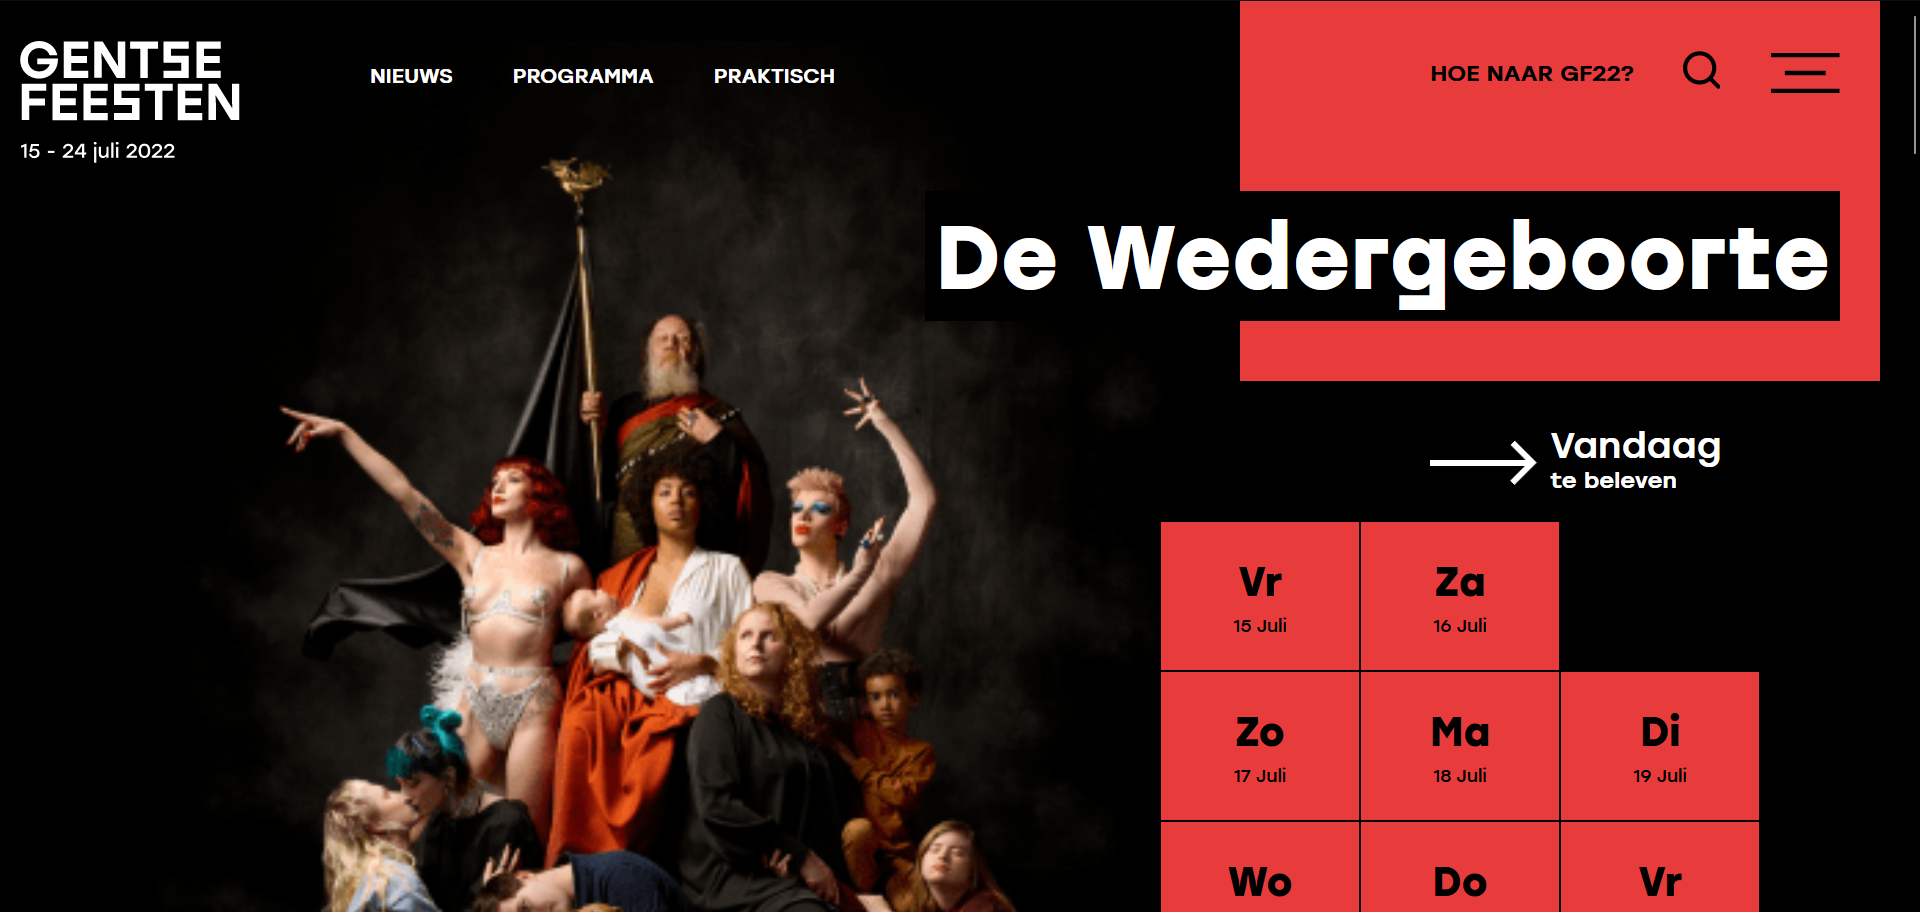 GENTSE
FEESTEN
15 - 24 juli 2022
NIEUWS
PROGRAMMA
PRAKTISCH
HOE NAAR GF22?
De Wedergeboorte
Vandaag
te beleven
Vr
15 Juli
Za
16 Juli
Zo
17 Juli
Ma
18 Juli
Di
19 Juli
Wo
Do
Vr